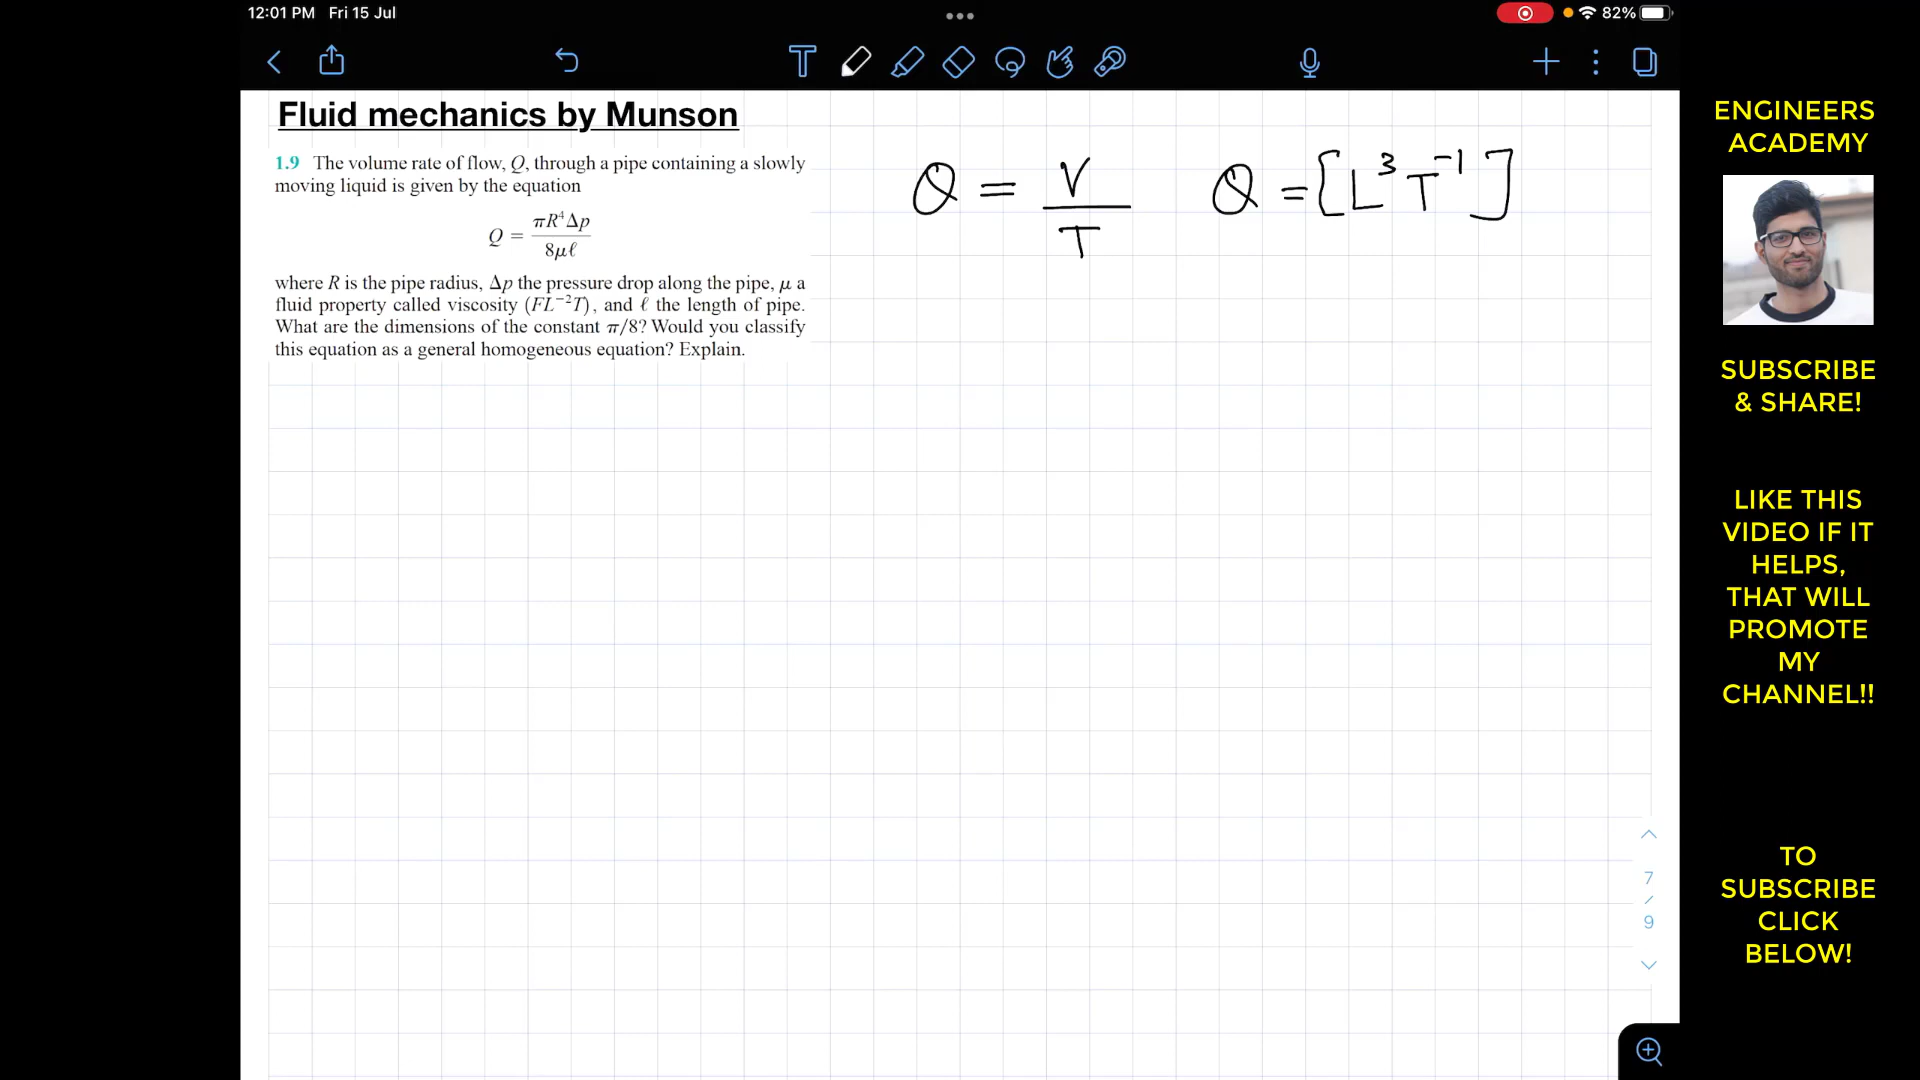 12:01 PM Fri 15 Jul
82%
Fluid mechanics by Munson
1.9 The volume rate of flow, Q, through a pipe containing a slowly
moving liquid is given by the equation
Q = πR⁴Δp / 8μℓ
where R is the pipe radius, Δp the pressure drop along the pipe, μ a
fluid property called viscosity (FL⁻²T), and ℓ the length of pipe.
What are the dimensions of the constant π/8? Would you classify
this equation as a general homogeneous equation? Explain.
Q = V / T
Q = [L³ T⁻¹]
7
/
9
ENGINEERS
ACADEMY
SUBSCRIBE
& SHARE!
LIKE THIS
VIDEO IF IT
HELPS,
THAT WILL
PROMOTE
MY
CHANNEL!!
TO
SUBSCRIBE
CLICK
BELOW!